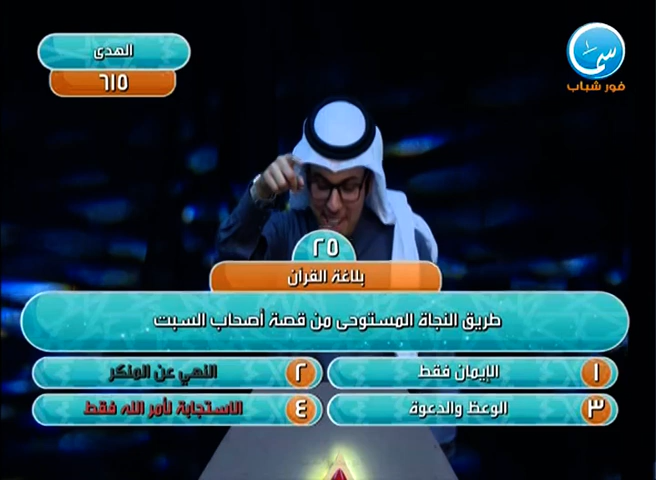 الهدى
٦١٥
سما
فور شباب
٢٥
بلاغة القرآن
طريق النجاة المستوحى من قصة أصحاب السبت
١ الإيمان فقط
٢ النهي عن المنكر
٣ الوعظ والدعوة
٤ الاستجابة لأمر الله فقط